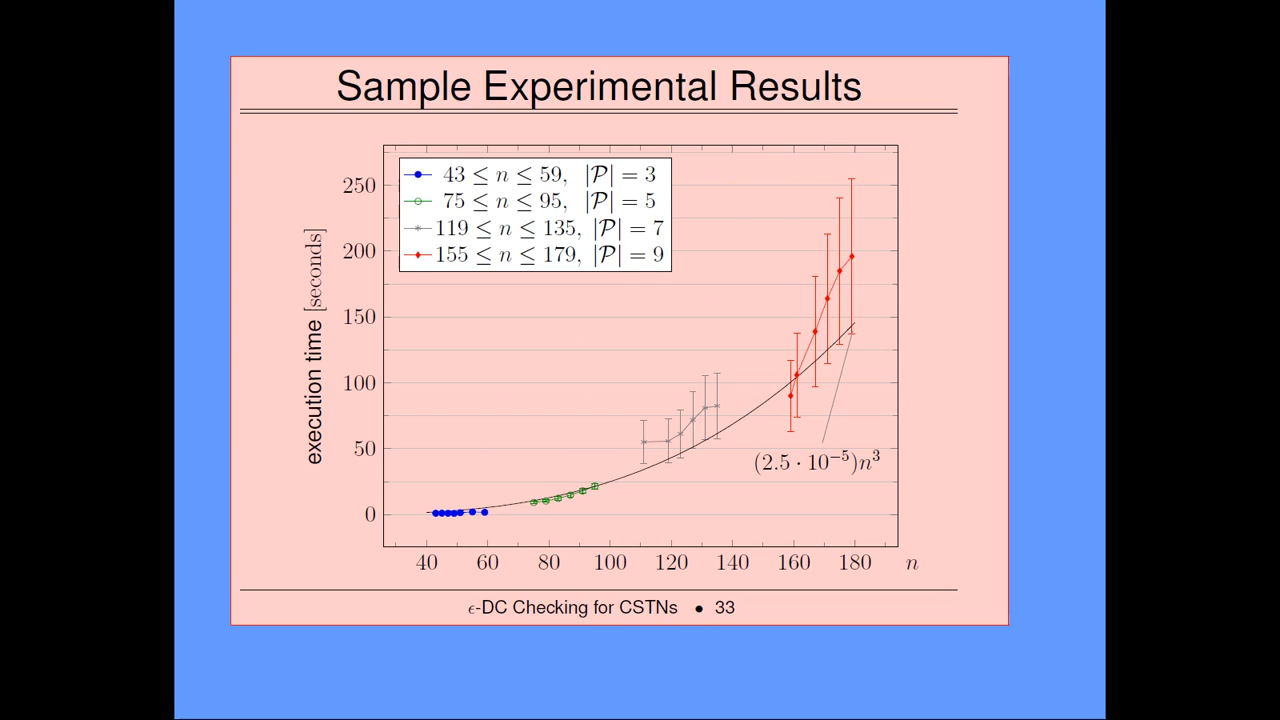 Sample Experimental Results
43 ≤ n ≤ 59, |𝒫| = 3
75 ≤ n ≤ 95, |𝒫| = 5
119 ≤ n ≤ 135, |𝒫| = 7
155 ≤ n ≤ 179, |𝒫| = 9
execution time [seconds]
250
200
150
100
50
0
(2.5 · 10⁻⁵)n³
40 60 80 100 120 140 160 180 n
ϵ-DC Checking for CSTNs • 33